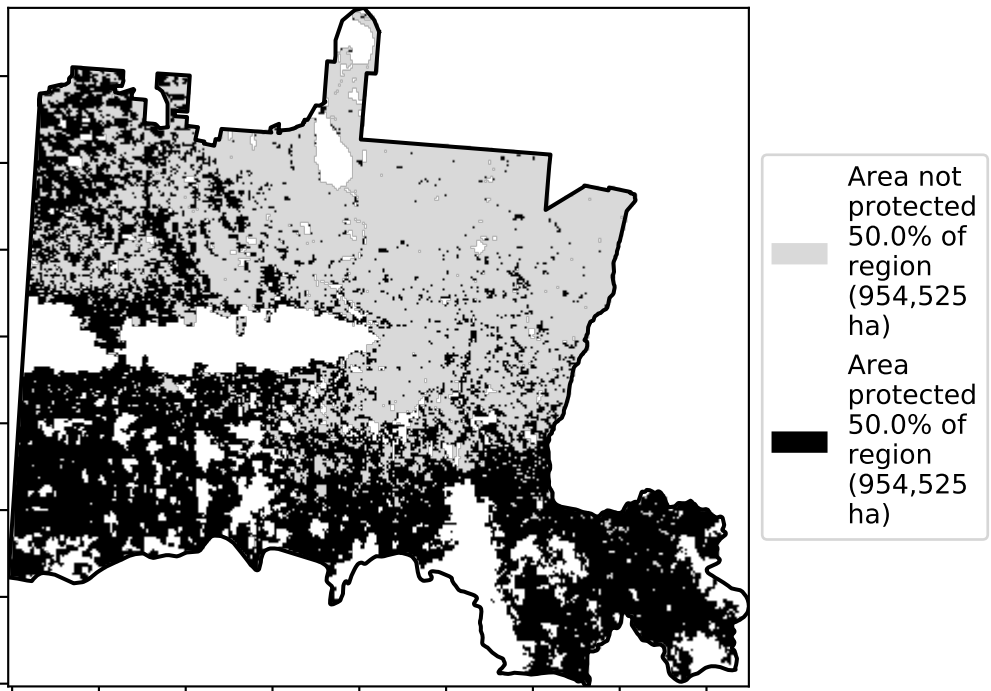 Area not
protected
50.0% of
region
(954,525
ha)
Area
protected
50.0% of
region
(954,525
ha)